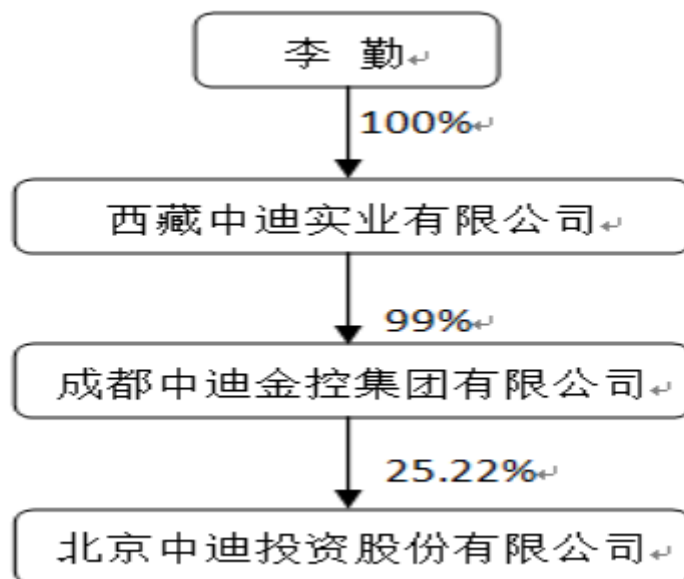 李 勤↵
100%↵
西藏中迪实业有限公司↵
99%↵
成都中迪金控集团有限公司↵
25.22%↵
北京中迪投资股份有限公司↵